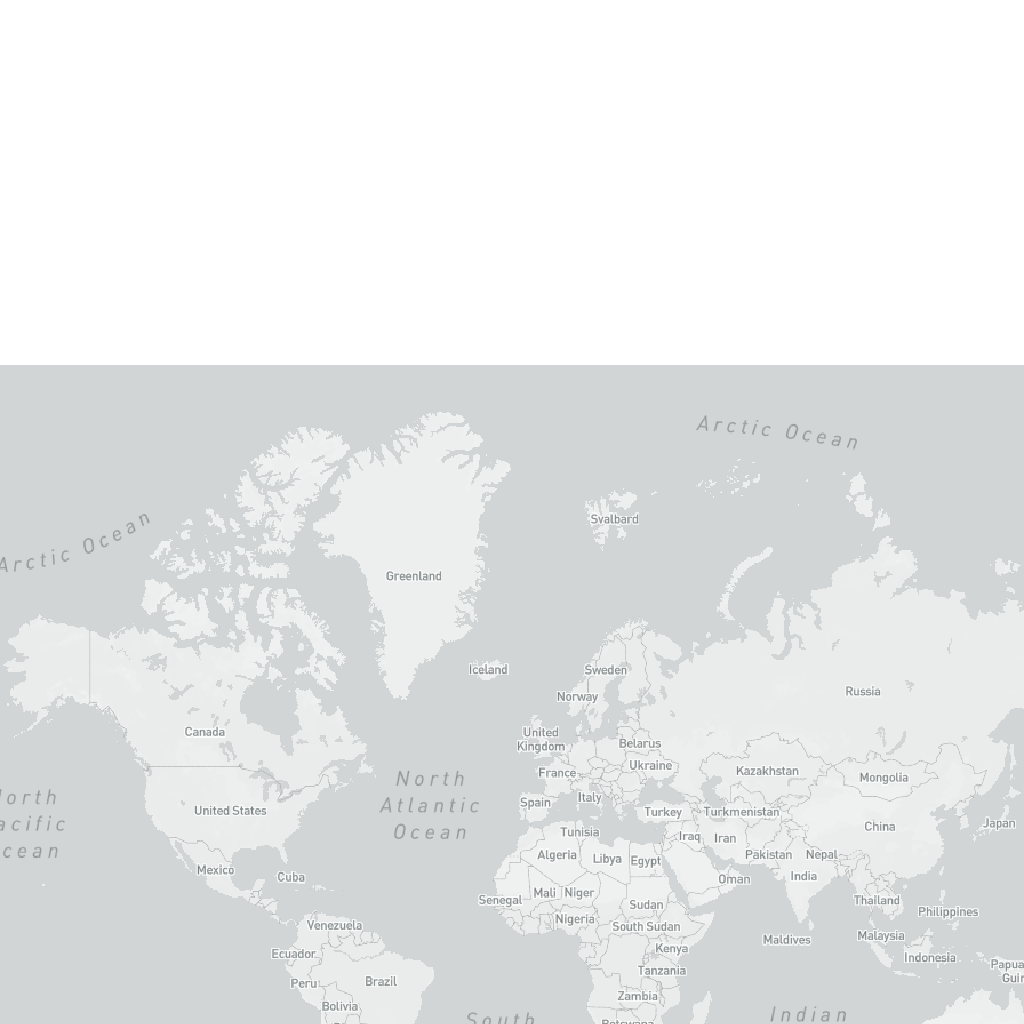 Arctic Ocean
Svalbard
Arctic Ocean
Greenland
Iceland
Sweden
Russia
Norway
Canada
United
Kingdom
Belarus
Ukraine
France
Kazakhstan
Mongolia
North
Atlantic
Ocean
orth
acific
cean
United States
Spain
Italy
Turkey
Turkmenistan
China
Japan
Tunisia
Iraq
Iran
Algeria
Libya
Egypt
Pakistan
Nepal
Mexico
Cuba
India
Oman
Mali
Niger
Senegal
Sudan
Thailand
Nigeria
South Sudan
Philippines
Venezuela
Kenya
Maldives
Malaysia
Ecuador
Indonesia
Tanzania
Papua
Guin
Peru
Brazil
Zambia
Bolivia
South
Indian
Botswana